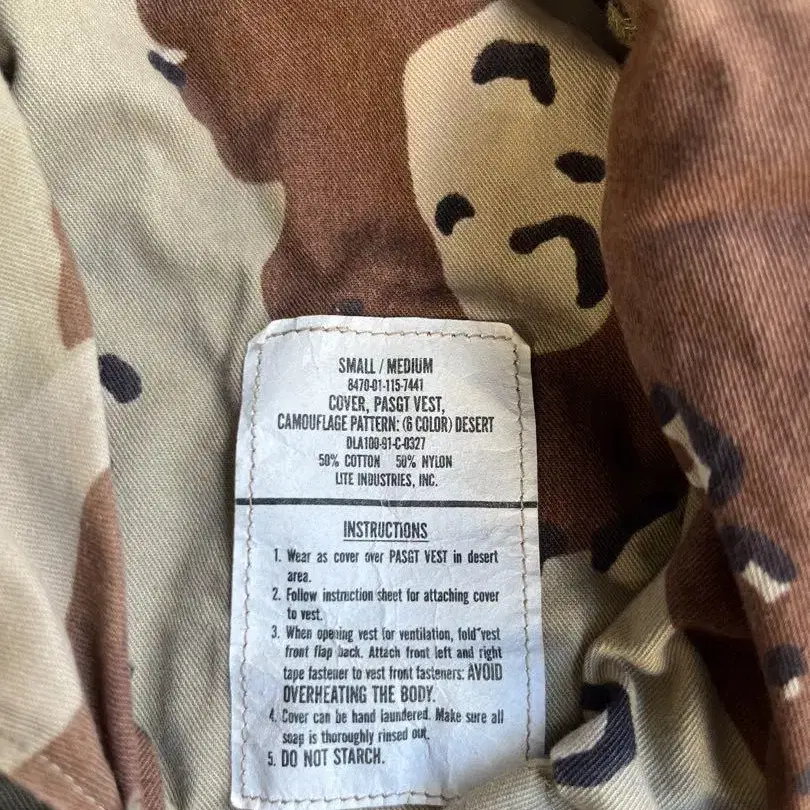 SMALL / MEDIUM
8470-01-115-7441
COVER, PASGT VEST,
CAMOUFLAGE PATTERN: (6 COLOR) DESERT
DLA100-91-C-0327
50% COTTON 50% NYLON
LITE INDUSTRIES, INC.
INSTRUCTIONS
1. Wear as cover over PASGT VEST in desert
area.
2. Follow instruction sheet for attaching cover
to vest.
3. When opening vest for ventilation, fold vest
front flap back. Attach front left and right
tape fastener to vest front fasteners: AVOID
OVERHEATING THE BODY.
4. Cover can be hand laundered. Make sure all
soap is thoroughly rinsed out.
5. DO NOT STARCH.